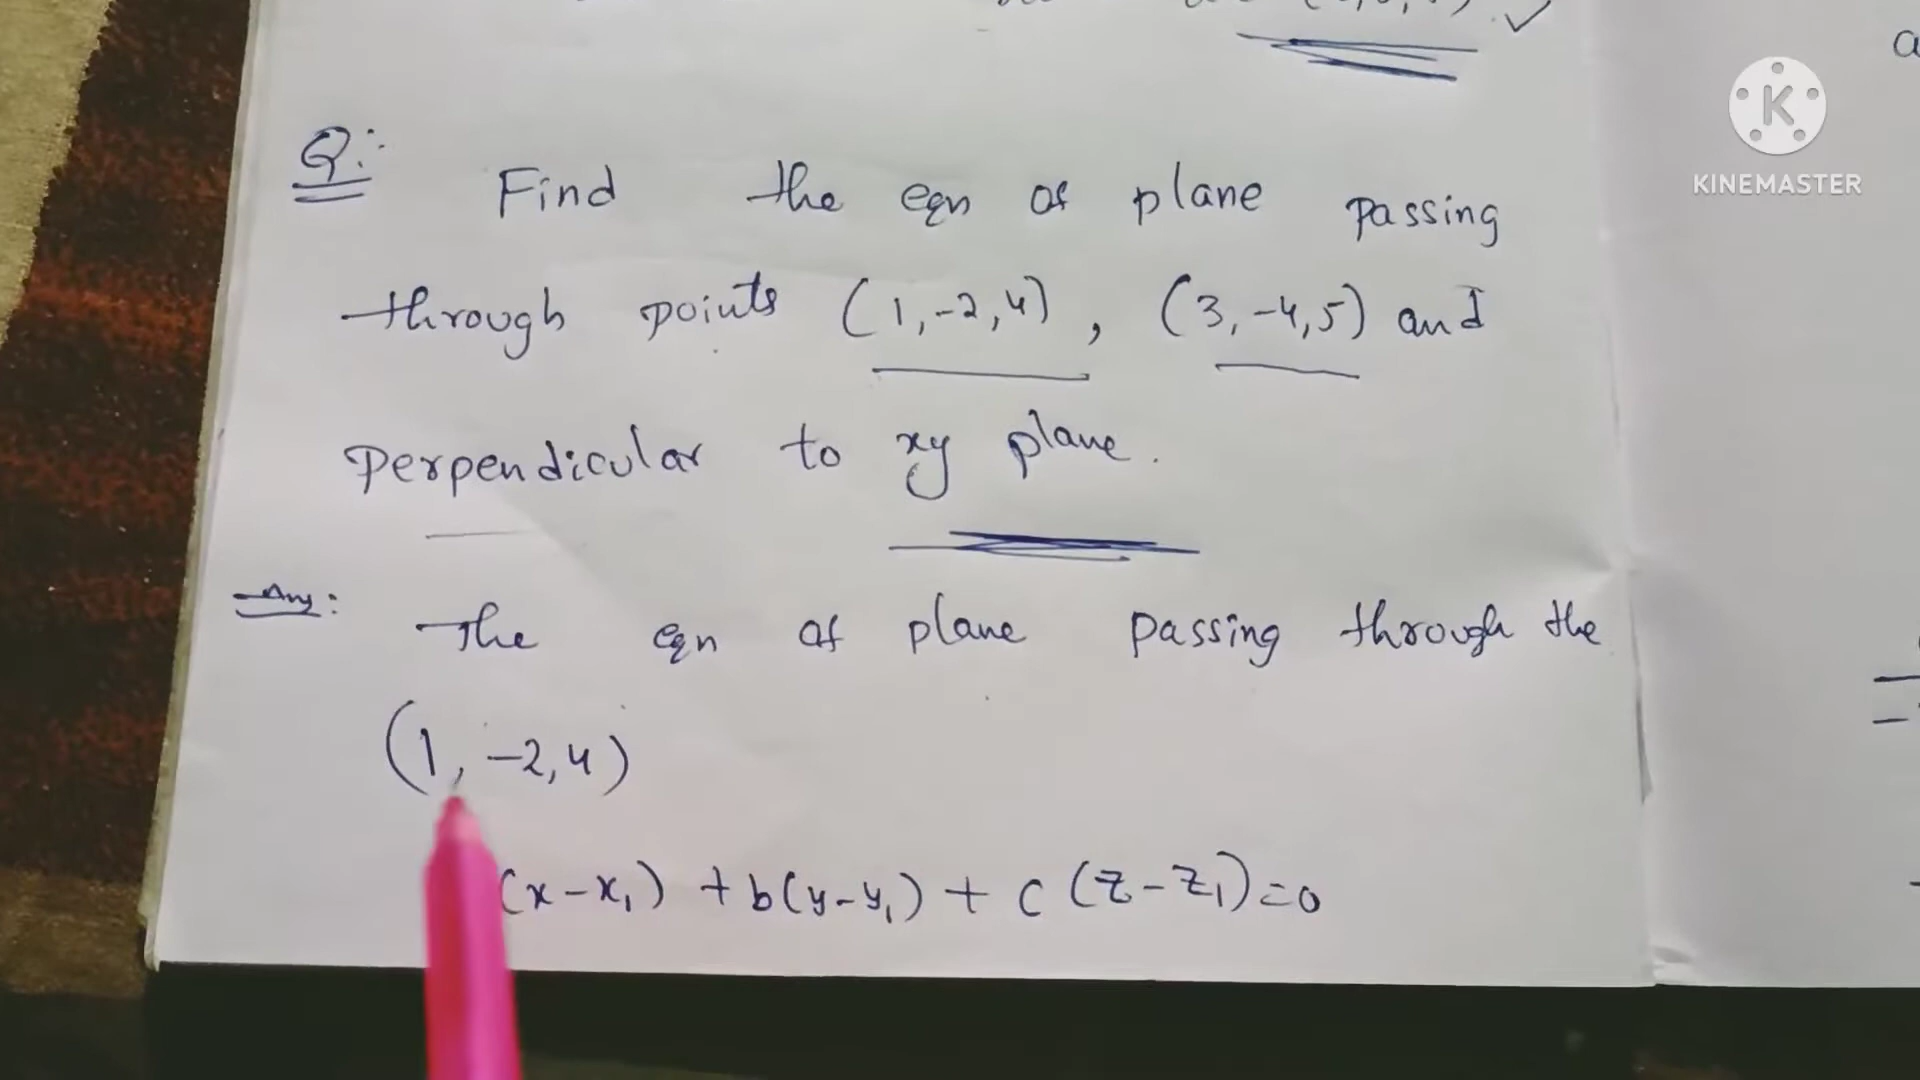 K
KINEMASTER
Q:-
Find the eqn of plane passing
through points (1,-2,4), (3,-4,5) and
perpendicular to xy plane.
Ans:
The eqn of plane passing through the
(1, -2,4)
(x-x₁) + b(y-y₁) + c(z-z₁)=0